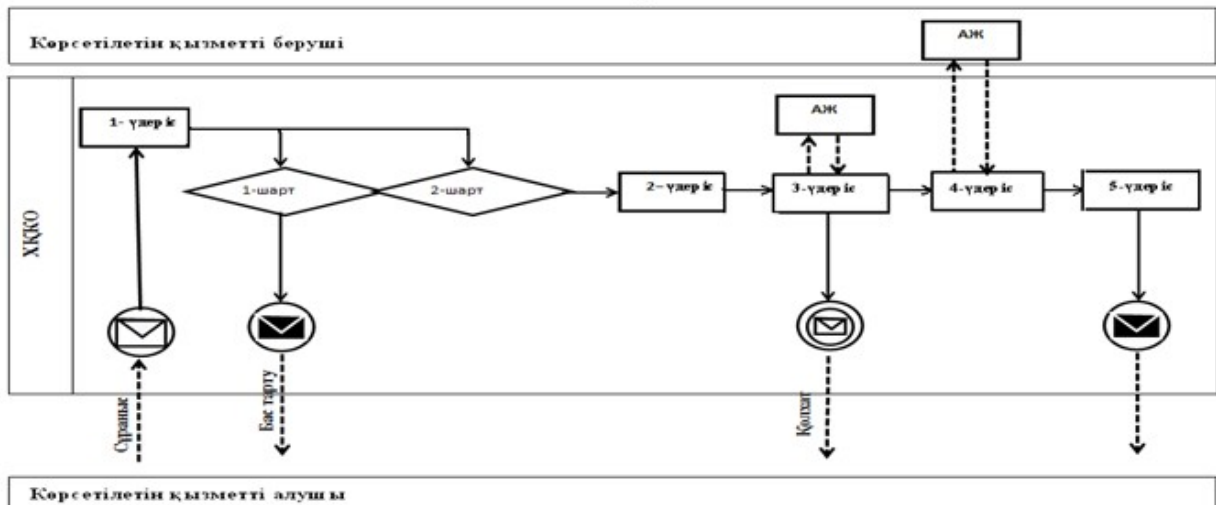 Көрсетілетін қызметті беруші
АЖ
ХҚКО
1- үдеріс
АЖ
1-шарт
2-шарт
2– үдеріс
3-үдеріс
4-үдеріс
5-үдеріс
Сұраныс
Бас тарту
Қолхат
Көрсетілетін қызметті алушы